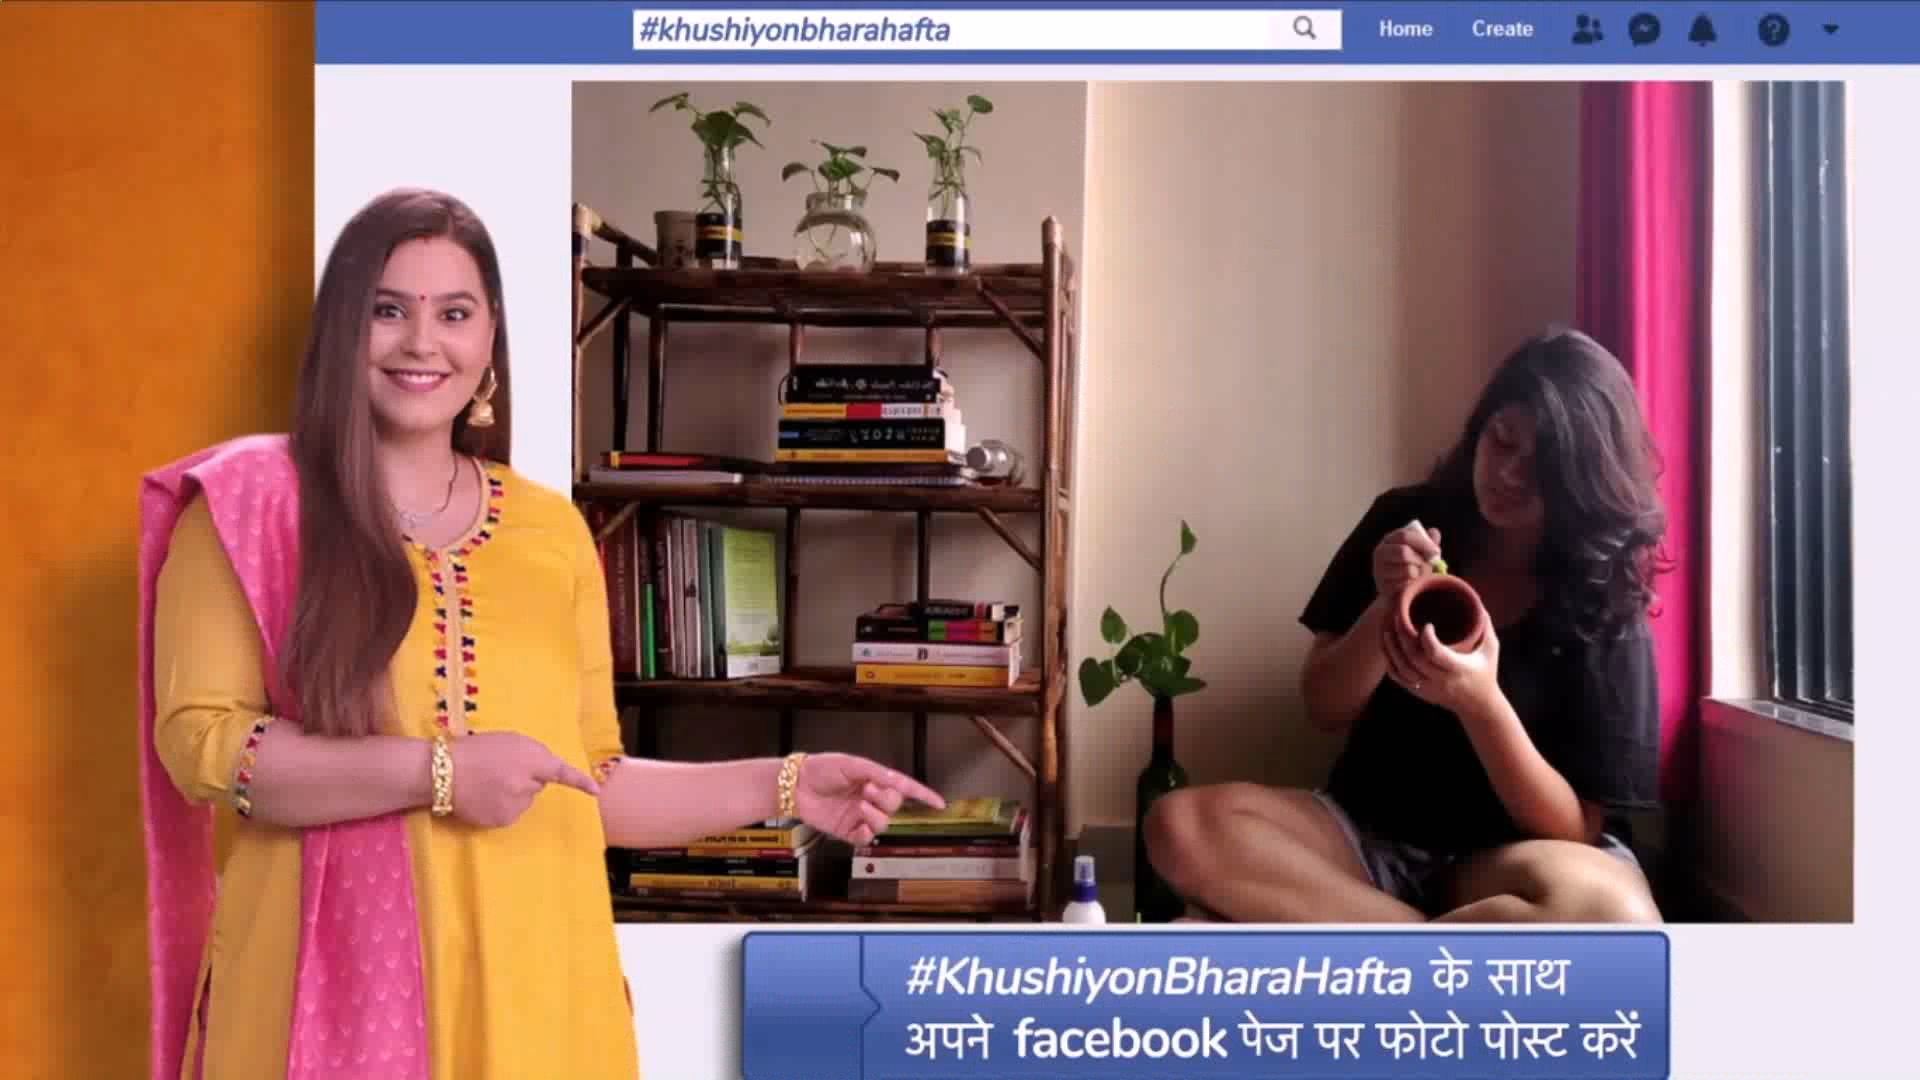 #khushiyonbharahafta
Home Create
#KhushiyonBharaHafta के साथ
अपने facebook पेज पर फोटो पोस्ट करें